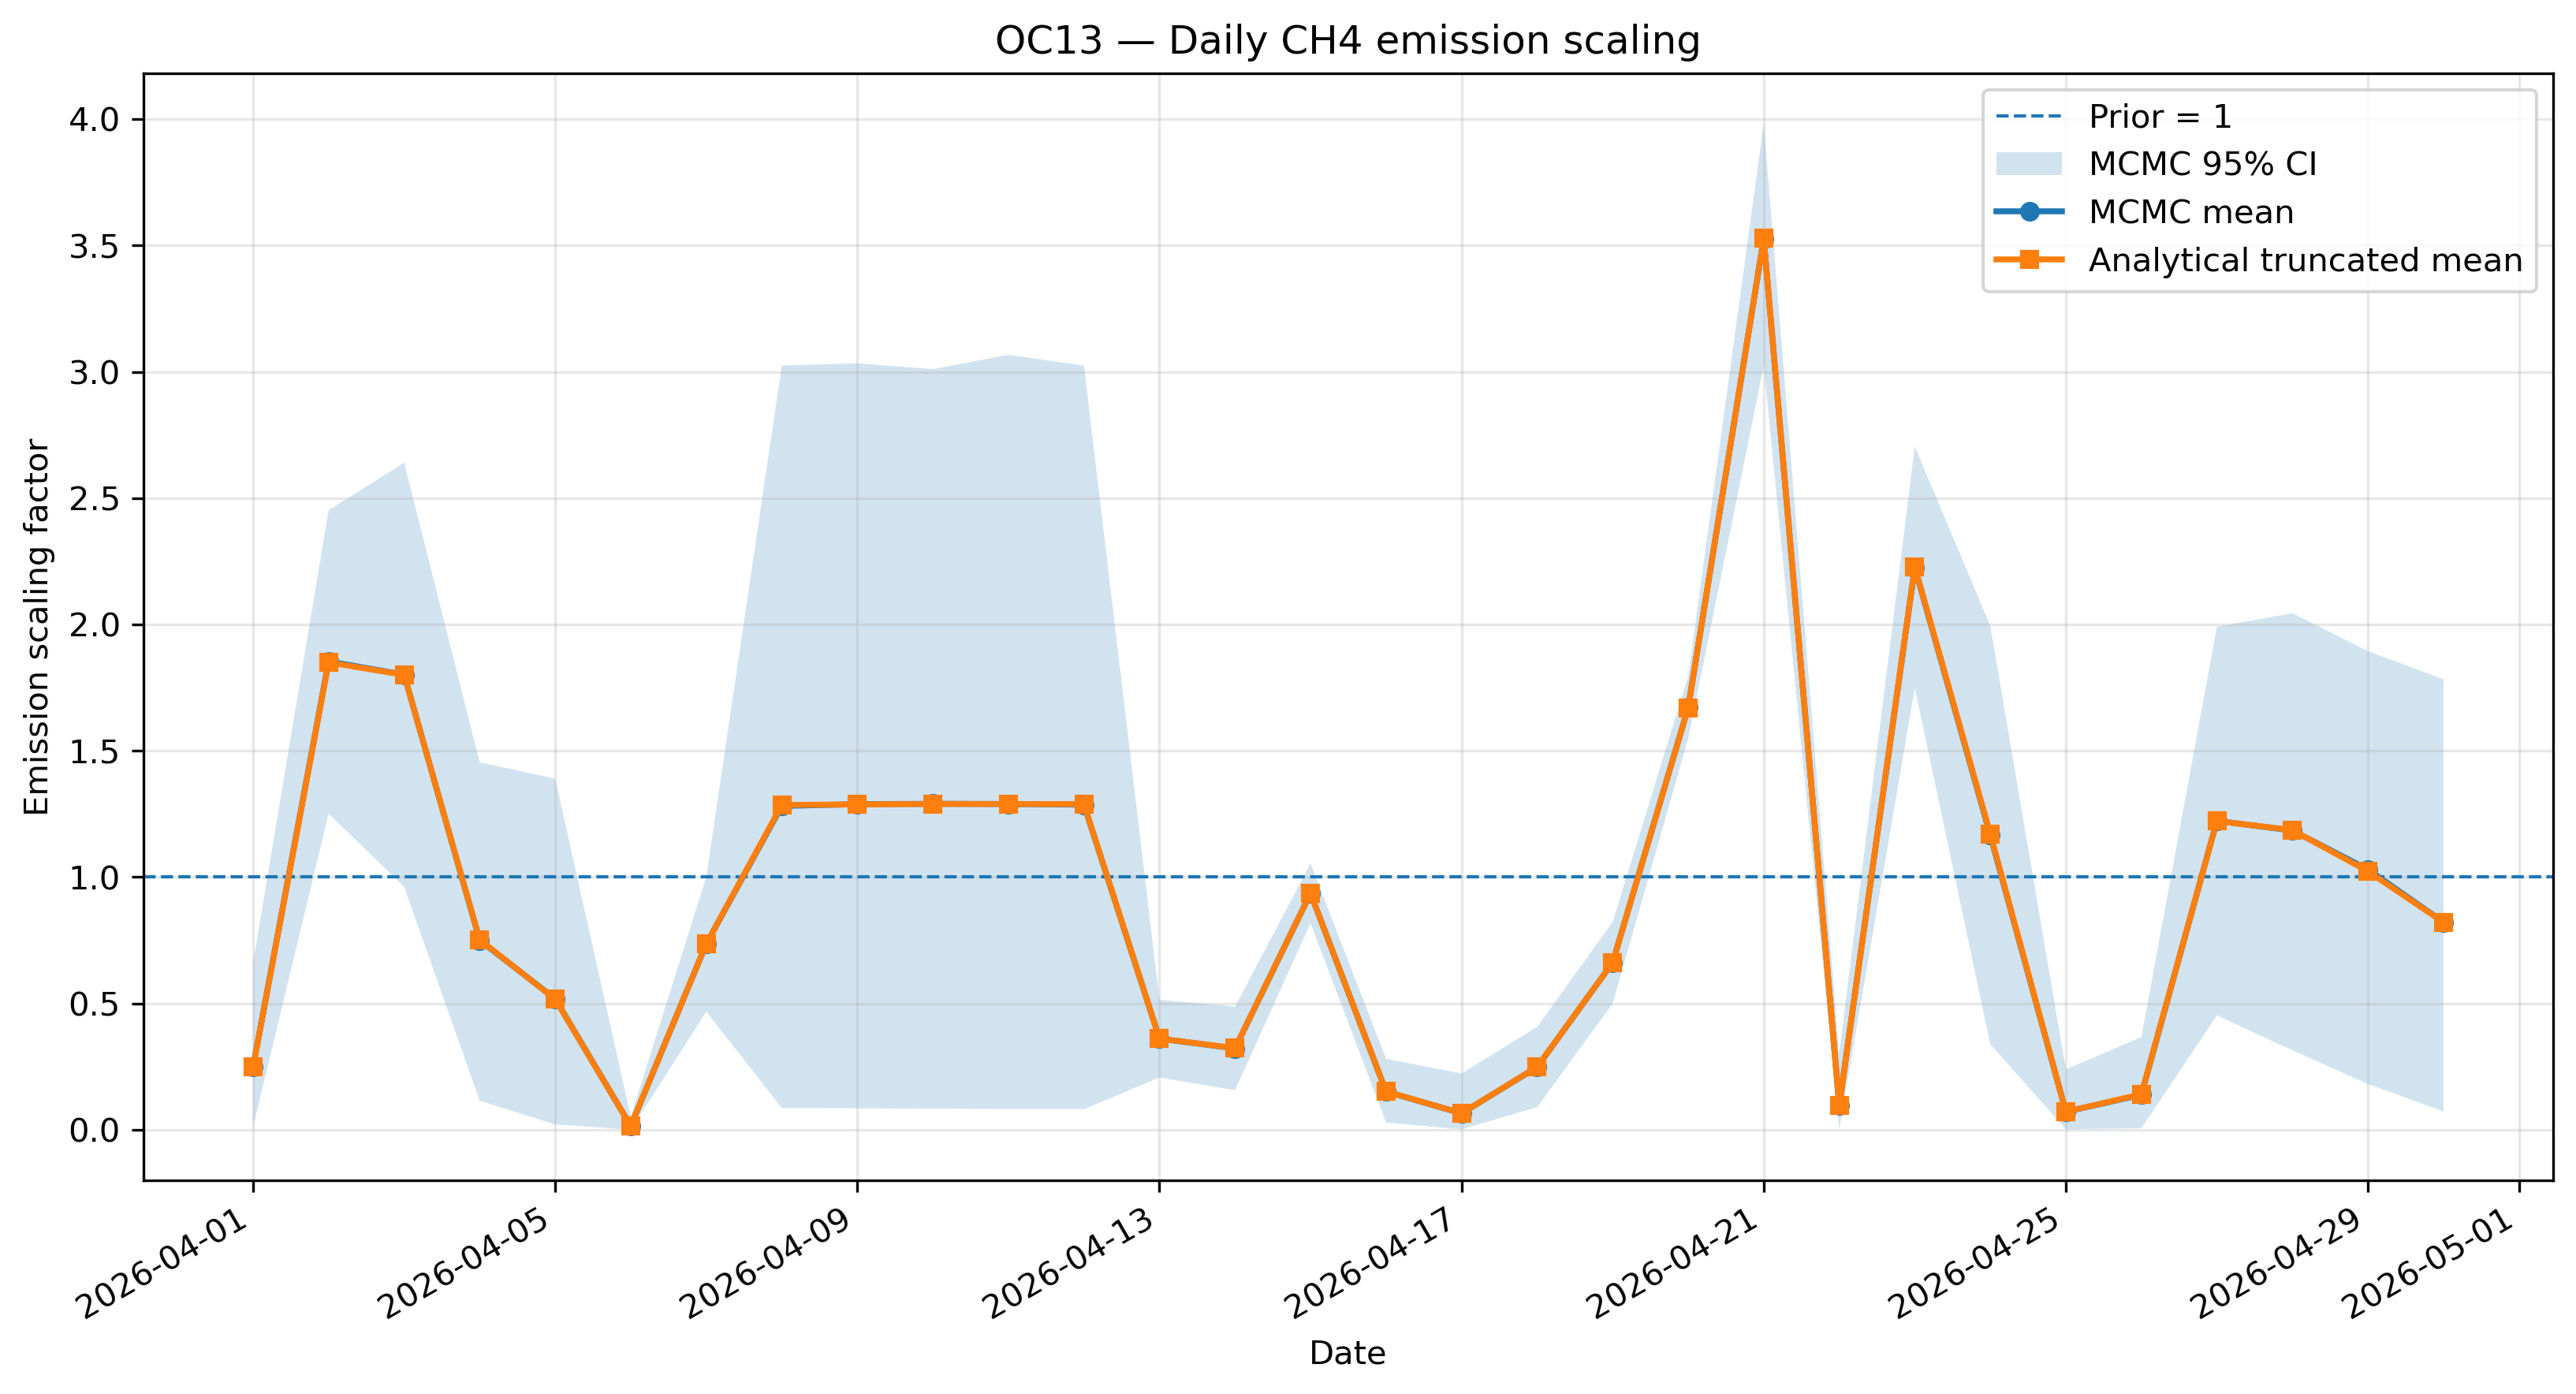 OC13 — Daily CH4 emission scaling
Prior = 1
MCMC 95% CI
MCMC mean
Analytical truncated mean
Emission scaling factor
4.0
3.5
3.0
2.5
2.0
1.5
1.0
0.5
0.0
2026-04-01
2026-04-05
2026-04-09
2026-04-13
2026-04-17
2026-04-21
2026-04-25
2026-04-29
2026-05-01
Date